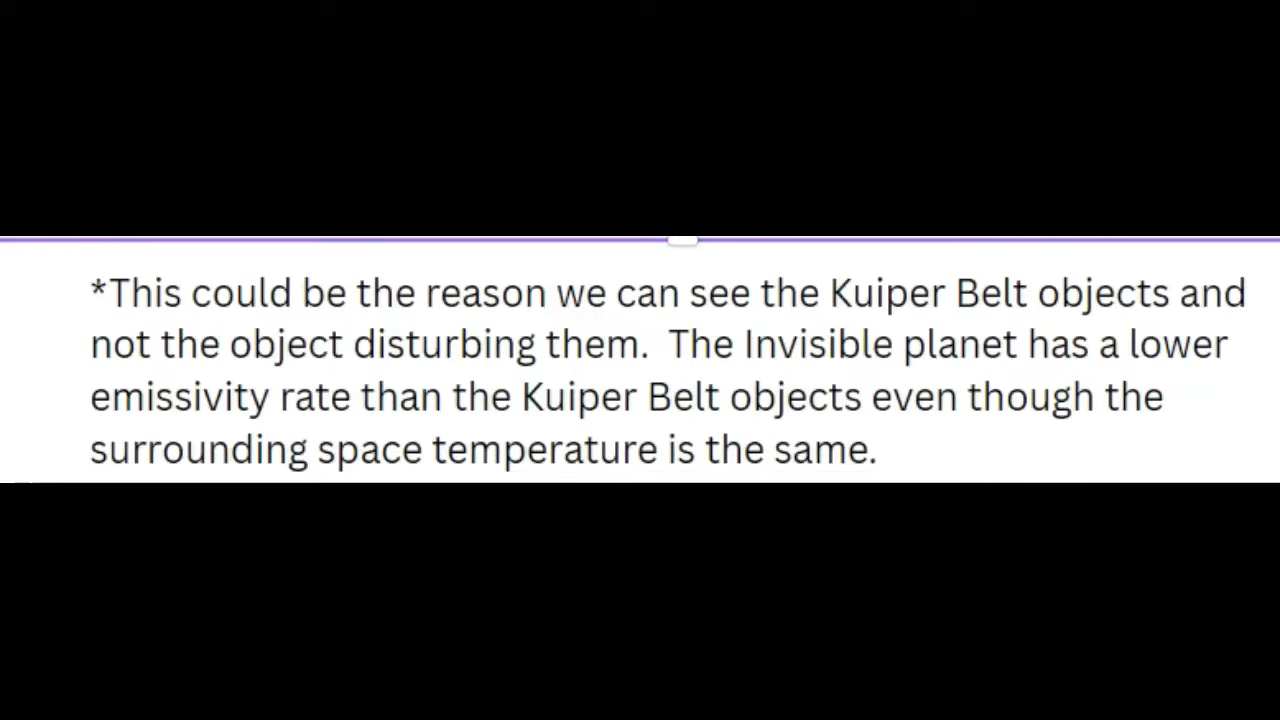 *This could be the reason we can see the Kuiper Belt objects and
not the object disturbing them.  The Invisible planet has a lower
emissivity rate than the Kuiper Belt objects even though the
surrounding space temperature is the same.